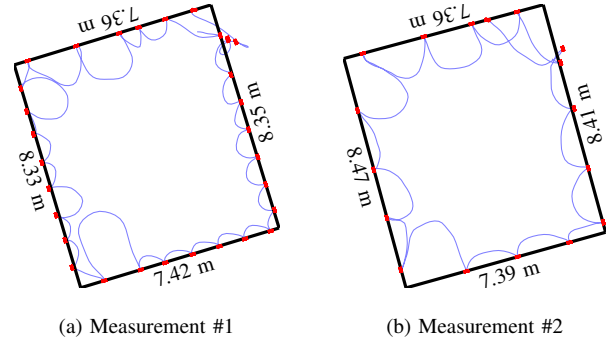 7.36 m
8.35 m
8.33 m
7.42 m
(a) Measurement #1
7.36 m
8.41 m
8.47 m
7.39 m
(b) Measurement #2